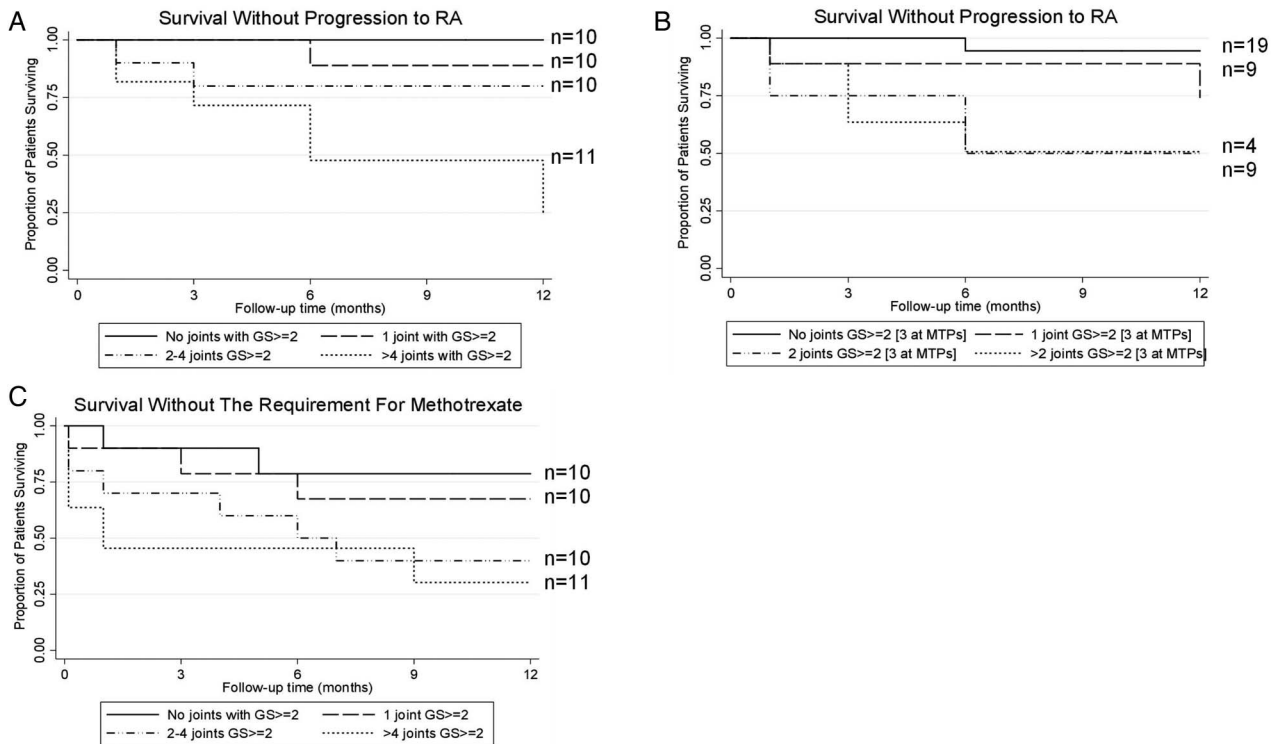 A
Survival Without Progression to RA
Proportion of Patients Surviving
1.00
0.75
0.50
0.25
0.00
n=10
n=10
n=10
n=11
0 3 6 9 12
Follow-up time (months)
No joints with GS>=2 1 joint with GS>=2
2-4 joints GS>=2 >4 joints with GS>=2
B
Survival Without Progression to RA
Proportion of Patients Surviving
1.00
0.75
0.50
0.25
0.00
n=19
n=9
n=4
n=9
0 3 6 9 12
Follow-up time (months)
No joints GS>=2 [3 at MTPs] 1 joint GS>=2 [3 at MTPs]
2 joints GS>=2 [3 at MTPs] >2 joints GS>=2 [3 at MTPs]
C
Survival Without The Requirement For Methotrexate
Proportion of Patients Surviving
1.00
0.75
0.50
0.25
0.00
n=10
n=10
n=10
n=11
0 3 6 9 12
Follow-up time (months)
No joints with GS>=2 1 joint GS>=2
2-4 joints GS>=2 >4 joints GS>=2